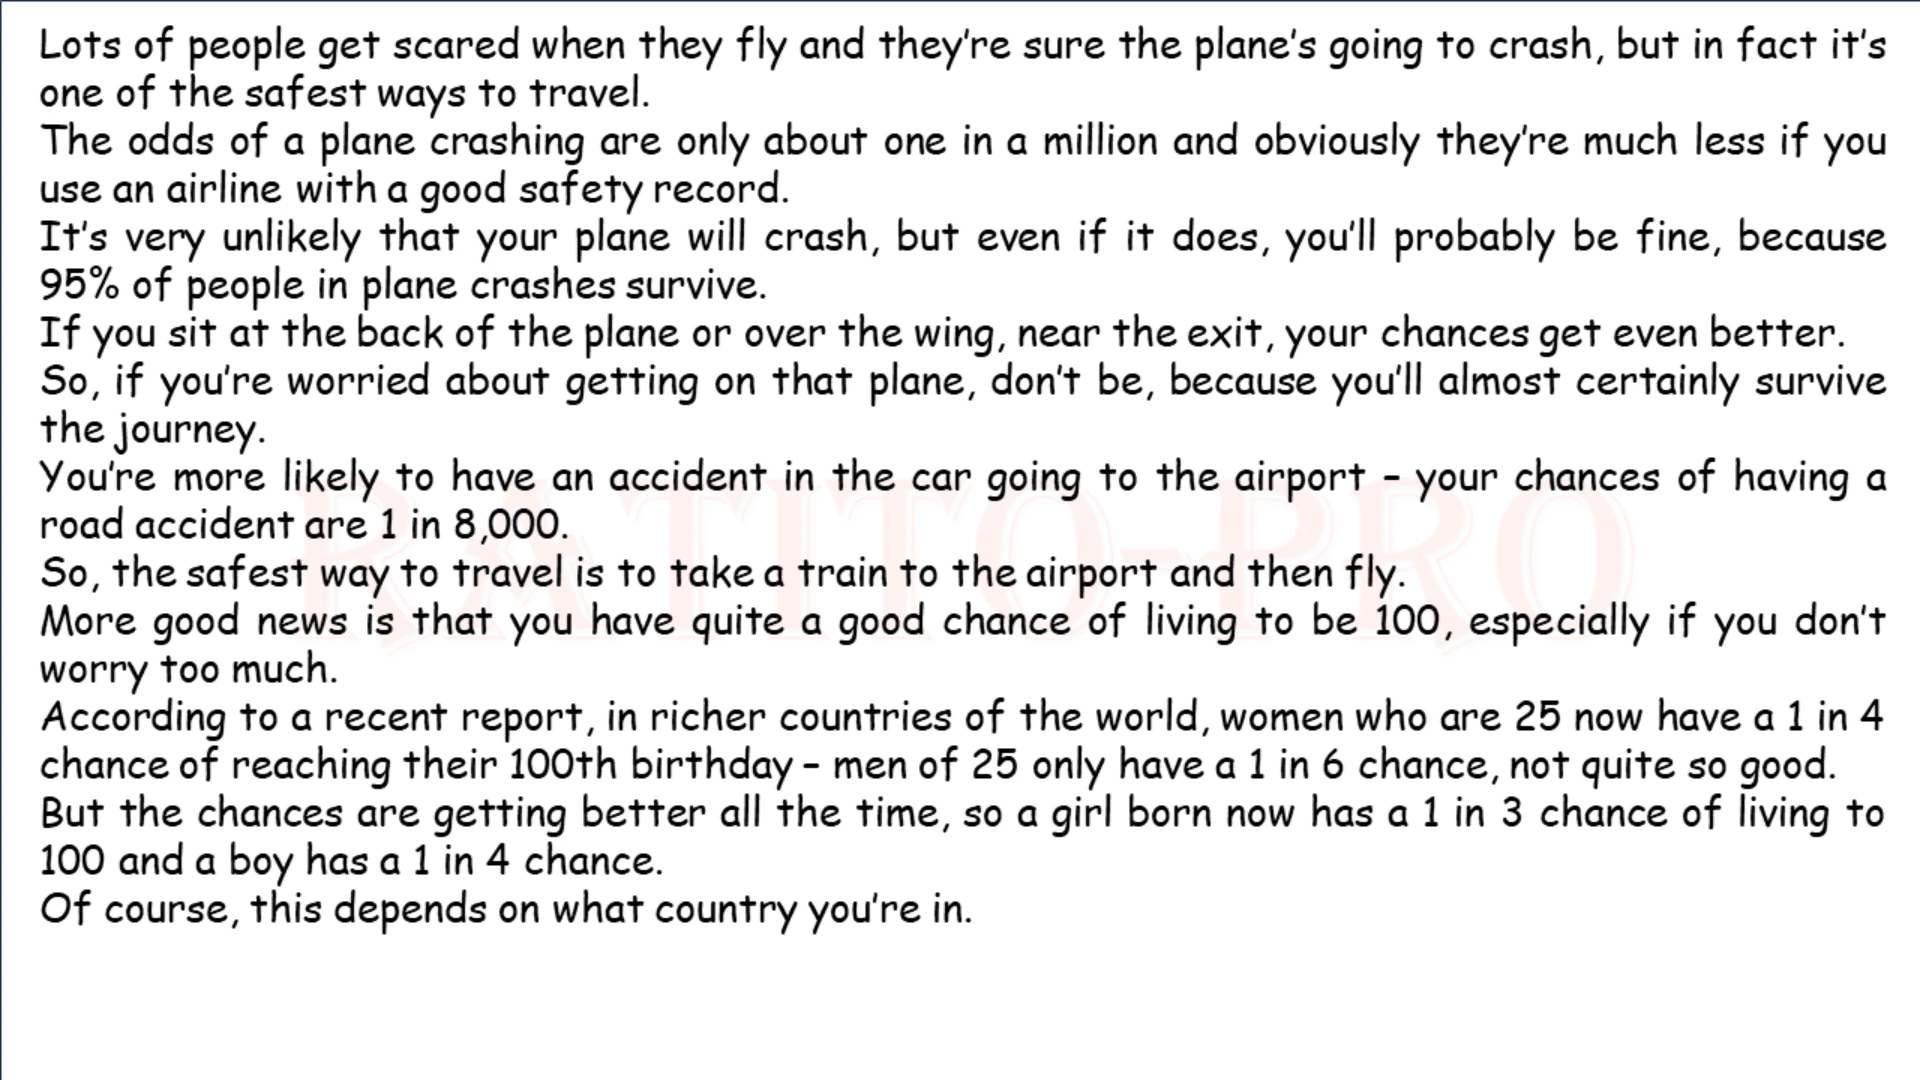 Lots of people get scared when they fly and they're sure the plane's going to crash, but in fact it's
one of the safest ways to travel.
The odds of a plane crashing are only about one in a million and obviously they're much less if you
use an airline with a good safety record.
It's very unlikely that your plane will crash, but even if it does, you'll probably be fine, because
95% of people in plane crashes survive.
If you sit at the back of the plane or over the wing, near the exit, your chances get even better.
So, if you're worried about getting on that plane, don't be, because you'll almost certainly survive
the journey.
You're more likely to have an accident in the car going to the airport – your chances of having a
road accident are 1 in 8,000.
So, the safest way to travel is to take a train to the airport and then fly.
More good news is that you have quite a good chance of living to be 100, especially if you don't
worry too much.
According to a recent report, in richer countries of the world, women who are 25 now have a 1 in 4
chance of reaching their 100th birthday – men of 25 only have a 1 in 6 chance, not quite so good.
But the chances are getting better all the time, so a girl born now has a 1 in 3 chance of living to
100 and a boy has a 1 in 4 chance.
Of course, this depends on what country you're in.
RATITO-PRO